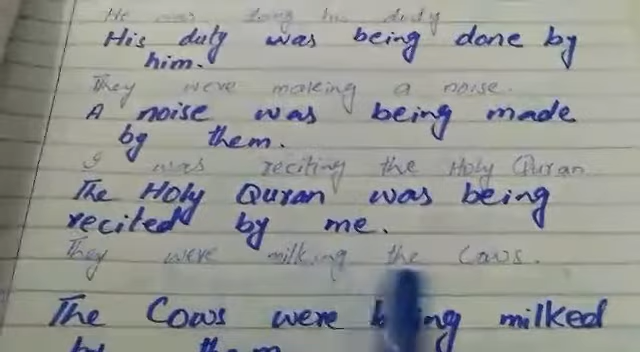 He was doing his duty
His duty was being done by
him.
They were making a noise.
A noise was being made
by them.
I was reciting the Holy Quran
The Holy Quran was being
recited by me.
They were milking the Cows.
The Cows were being milked
by them